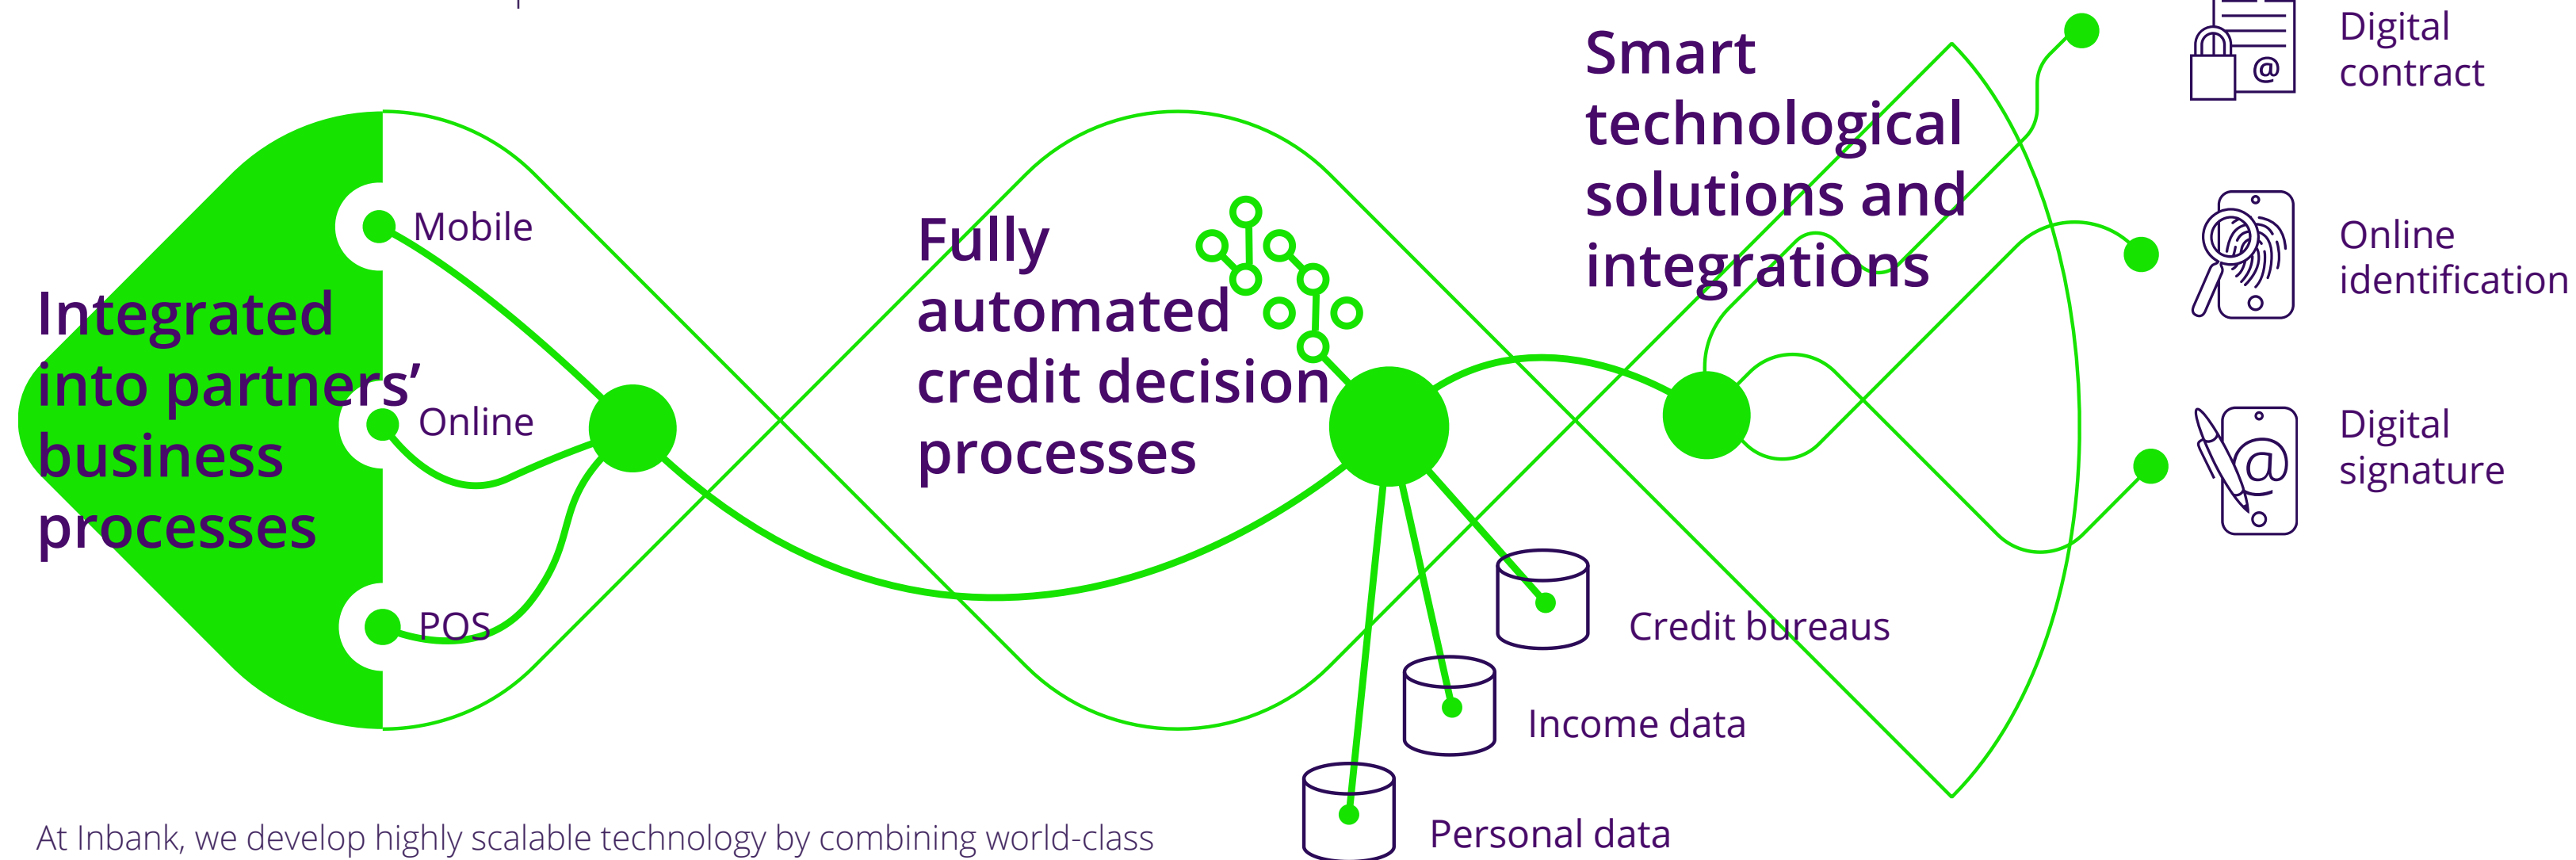 Integrated
into partners’
business
processes
Mobile
Online
POS
Fully
automated
credit decision
processes
Smart
technological
solutions and
integrations
Credit bureaus
Income data
Personal data
@
Digital
contract
Online
identification
@
Digital
signature
At Inbank, we develop highly scalable technology by combining world-class